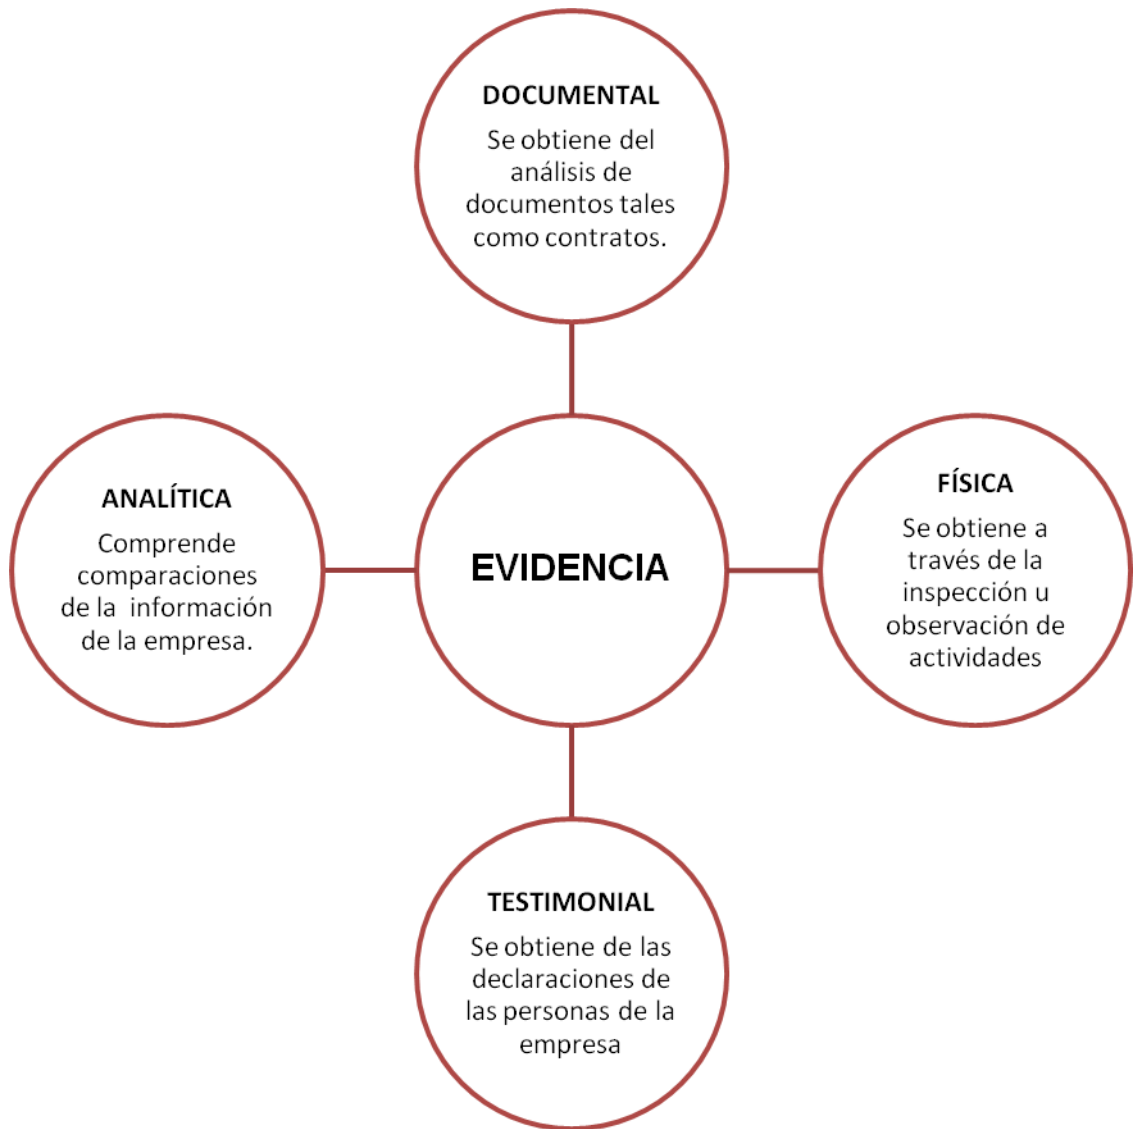 DOCUMENTAL
Se obtiene del
análisis de
documentos tales
como contratos.
ANALÍTICA
Comprende
comparaciones
de la  información
de la empresa.
EVIDENCIA
FÍSICA
Se obtiene a
través de la
inspección u
observación de
actividades
TESTIMONIAL
Se obtiene de las
declaraciones de
las personas de la
empresa